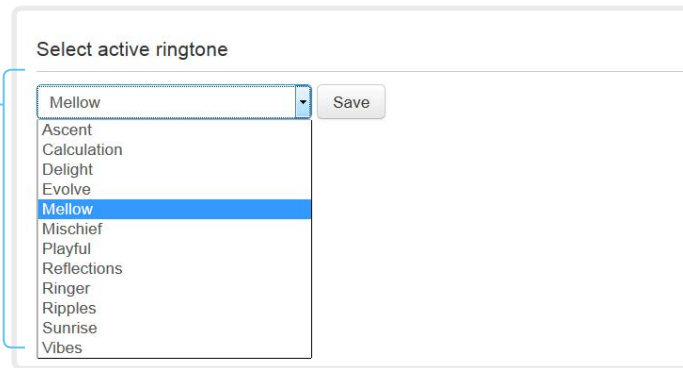 Select active ringtone
Mellow Save
Ascent
Calculation
Delight
Evolve
Mellow
Mischief
Playful
Reflections
Ringer
Ripples
Sunrise
Vibes